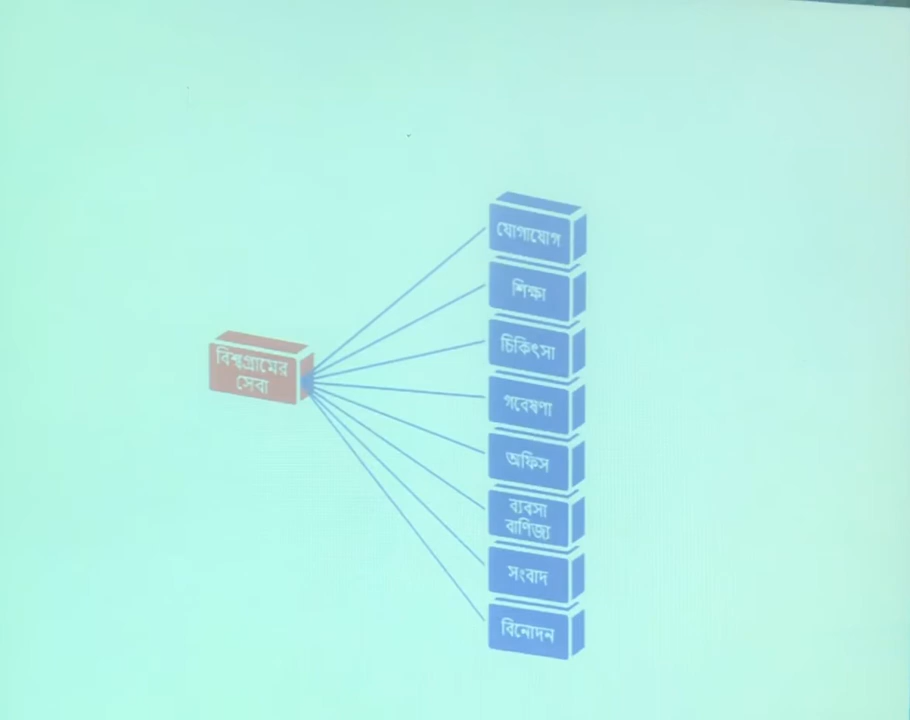 বিশ্বগ্রামের
সেবা
যোগাযোগ
শিক্ষা
চিকিৎসা
গবেষণা
অফিস
ব্যবসা
বাণিজ্য
সংবাদ
বিনোদন